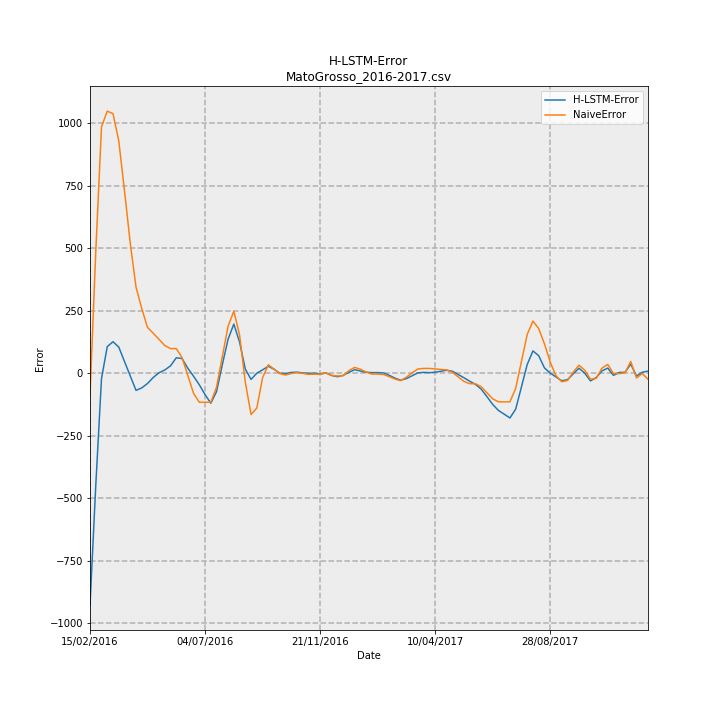 H-LSTM-Error
MatoGrosso_2016-2017.csv
H-LSTM-Error
NaiveError
1000
750
500
250
0
−250
−500
−750
−1000
Error
15/02/2016 04/07/2016 21/11/2016 10/04/2017 28/08/2017
Date